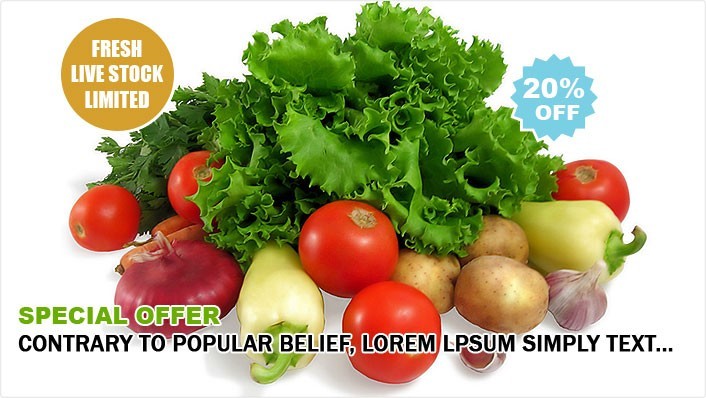 FRESH
LIVE STOCK
LIMITED
20%
OFF
SPECIAL OFFER
CONTRARY TO POPULAR BELIEF, LOREM LPSUM SIMPLY TEXT...